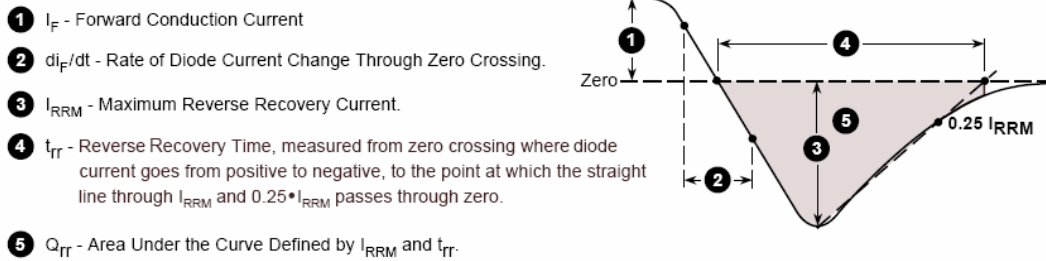 1 I_F - Forward Conduction Current
2 di_F/dt - Rate of Diode Current Change Through Zero Crossing.
3 I_RRM - Maximum Reverse Recovery Current.
4 t_rr - Reverse Recovery Time, measured from zero crossing where diode
current goes from positive to negative, to the point at which the straight
line through I_RRM and 0.25•I_RRM passes through zero.
5 Q_rr - Area Under the Curve Defined by I_RRM and t_rr.
1
4
Zero
5
0.25 I_RRM
3
2